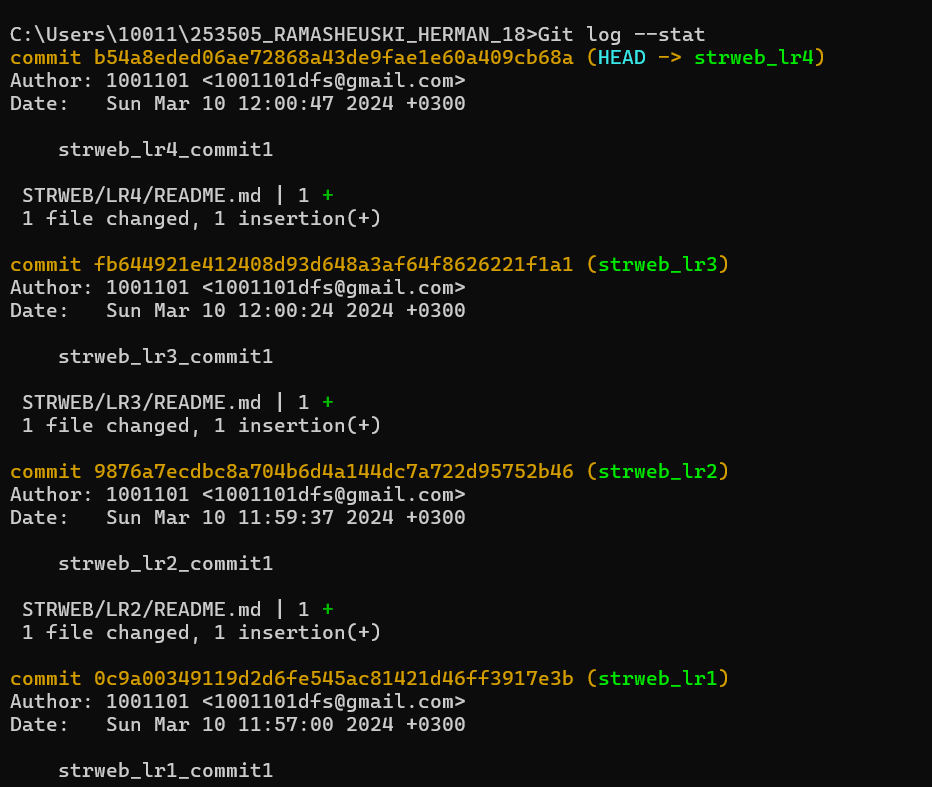 C:\Users\10011\253505_RAMASHEUSKI_HERMAN_18>Git log --stat
commit b54a8eded06ae72868a43de9fae1e60a409cb68a (HEAD -> strweb_lr4)
Author: 1001101 <1001101dfs@gmail.com>
Date:   Sun Mar 10 12:00:47 2024 +0300

    strweb_lr4_commit1

 STRWEB/LR4/README.md | 1 +
 1 file changed, 1 insertion(+)

commit fb644921e412408d93d648a3af64f8626221f1a1 (strweb_lr3)
Author: 1001101 <1001101dfs@gmail.com>
Date:   Sun Mar 10 12:00:24 2024 +0300

    strweb_lr3_commit1

 STRWEB/LR3/README.md | 1 +
 1 file changed, 1 insertion(+)

commit 9876a7ecdbc8a704b6d4a144dc7a722d95752b46 (strweb_lr2)
Author: 1001101 <1001101dfs@gmail.com>
Date:   Sun Mar 10 11:59:37 2024 +0300

    strweb_lr2_commit1

 STRWEB/LR2/README.md | 1 +
 1 file changed, 1 insertion(+)

commit 0c9a00349119d2d6fe545ac81421d46ff3917e3b (strweb_lr1)
Author: 1001101 <1001101dfs@gmail.com>
Date:   Sun Mar 10 11:57:00 2024 +0300

    strweb_lr1_commit1